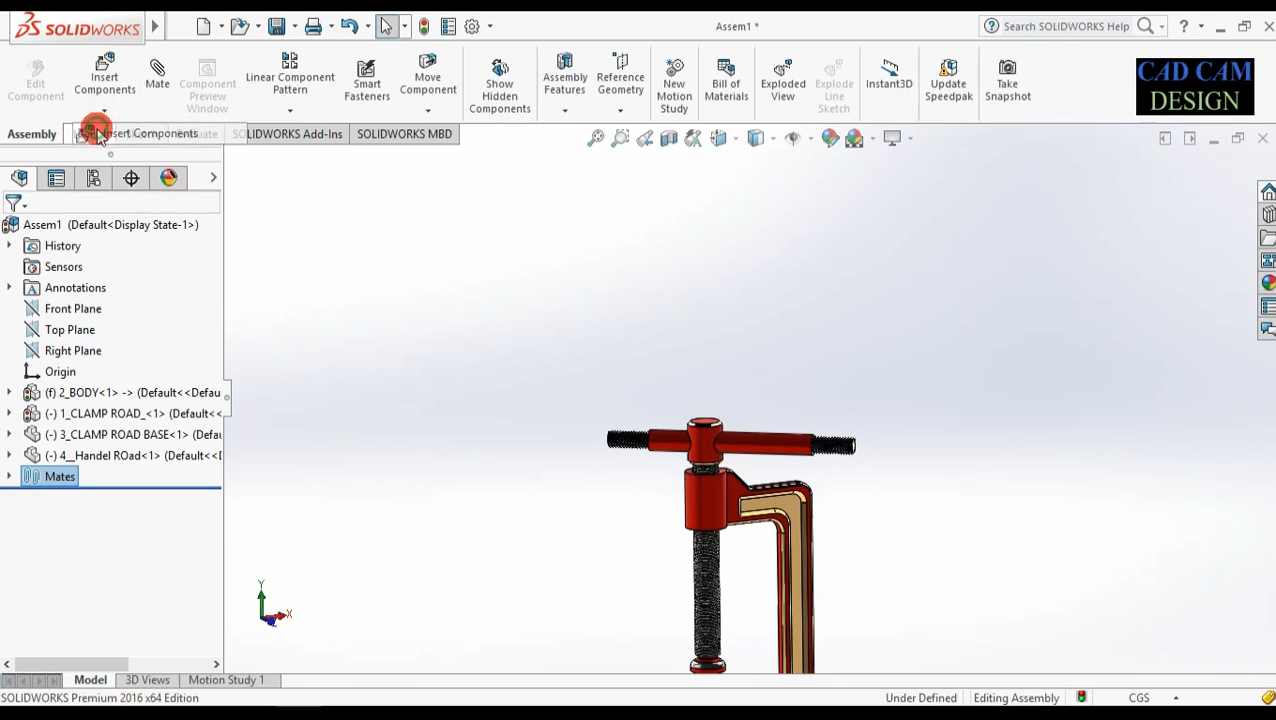 SOLIDWORKS
Assem1 *
Search SOLIDWORKS Help
Edit Component
Insert Components
Mate
Component Preview Window
Linear Component Pattern
Smart Fasteners
Move Component
Show Hidden Components
Assembly Features
Reference Geometry
New Motion Study
Bill of Materials
Exploded View
Explode Line Sketch
Instant3D
Update Speedpak
Take Snapshot
CAD CAM
DESIGN
Assembly
Insert Components
SOLIDWORKS Add-Ins
SOLIDWORKS MBD
Assem1 (Default<Display State-1>)
History
Sensors
Annotations
Front Plane
Top Plane
Right Plane
Origin
(f) 2_BODY<1> -> (Default<<Defau
(-) 1_CLAMP ROAD_<1> (Default<<
(-) 3_CLAMP ROAD BASE<1> (Defau
(-) 4__Handel ROad<1> (Default<<D
Mates
Y
X
Model
3D Views
Motion Study 1
SOLIDWORKS Premium 2016 x64 Edition
Under Defined
Editing Assembly
CGS